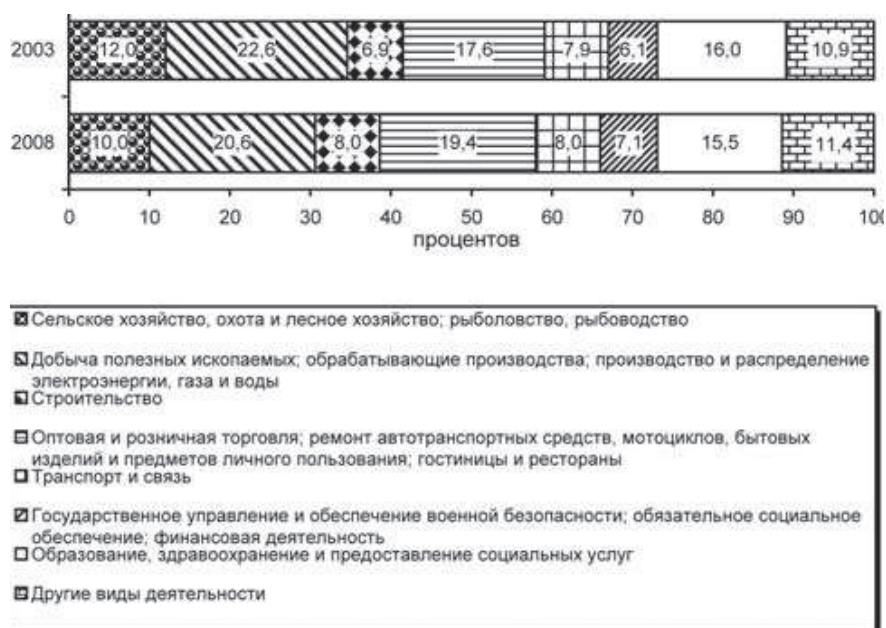 2003 12,0 22,6 6,9 17,6 7,9 6,1 16,0 10,9
2008 10,0 20,6 8,0 19,4 8,0 7,1 15,5 11,4
0 10 20 30 40 50 60 70 80 90 100
процентов
Сельское хозяйство, охота и лесное хозяйство; рыболовство, рыбоводство
Добыча полезных ископаемых; обрабатывающие производства; производство и распределение
электроэнергии, газа и воды
Строительство
Оптовая и розничная торговля; ремонт автотранспортных средств, мотоциклов, бытовых
изделий и предметов личного пользования; гостиницы и рестораны
Транспорт и связь
Государственное управление и обеспечение военной безопасности; обязательное социальное
обеспечение; финансовая деятельность
Образование, здравоохранение и предоставление социальных услуг
Другие виды деятельности